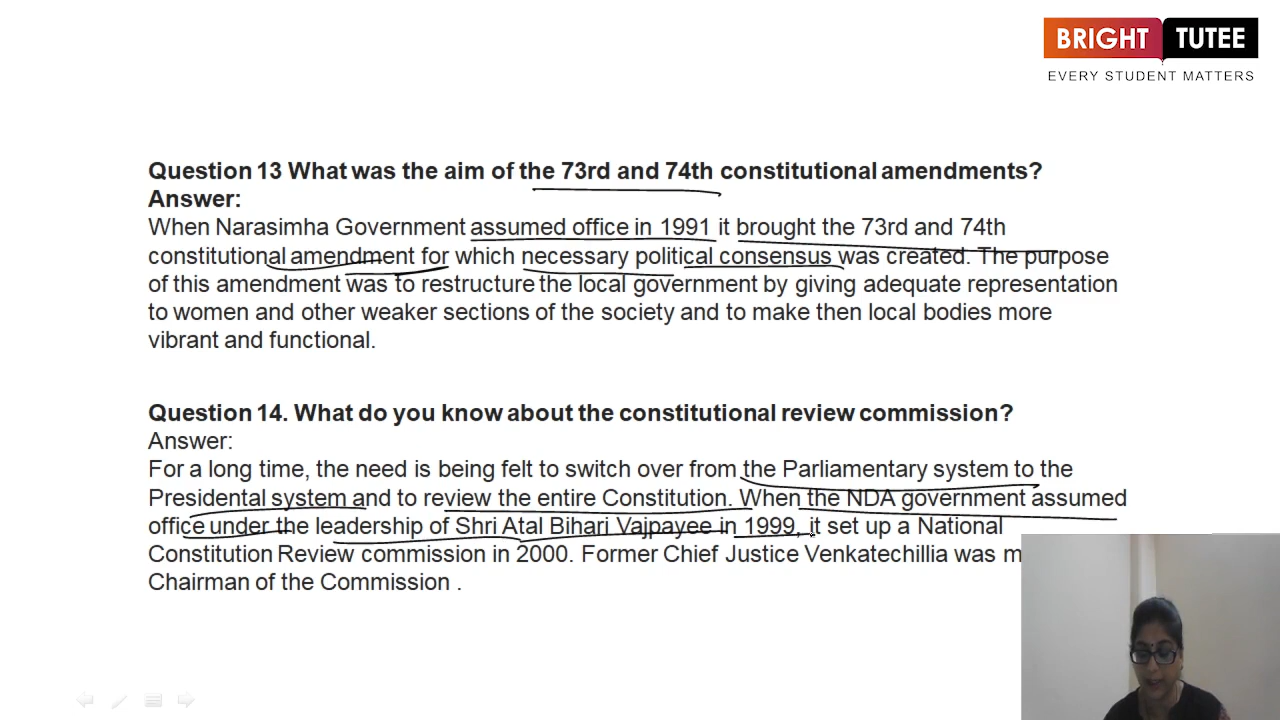 BRIGHT TUTEE
EVERY STUDENT MATTERS
Question 13 What was the aim of the 73rd and 74th constitutional amendments?
Answer:
When Narasimha Government assumed office in 1991 it brought the 73rd and 74th
constitutional amendment for which necessary political consensus was created. The purpose
of this amendment was to restructure the local government by giving adequate representation
to women and other weaker sections of the society and to make then local bodies more
vibrant and functional.
Question 14. What do you know about the constitutional review commission?
Answer:
For a long time, the need is being felt to switch over from the Parliamentary system to the
Presidental system and to review the entire Constitution. When the NDA government assumed
office under the leadership of Shri Atal Bihari Vajpayee in 1999, it set up a National
Constitution Review commission in 2000. Former Chief Justice Venkatechillia was
Chairman of the Commission .